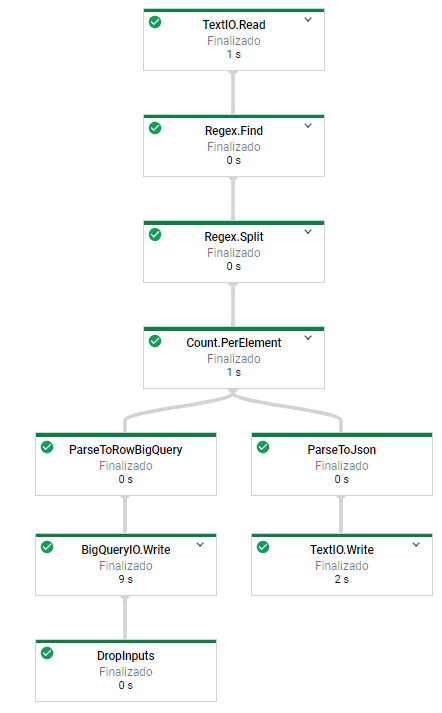 TextIO.Read
Finalizado
1 s
Regex.Find
Finalizado
0 s
Regex.Split
Finalizado
0 s
Count.PerElement
Finalizado
1 s
ParseToRowBigQuery
Finalizado
0 s
ParseToJson
Finalizado
0 s
BigQueryIO.Write
Finalizado
9 s
TextIO.Write
Finalizado
2 s
DropInputs
Finalizado
0 s